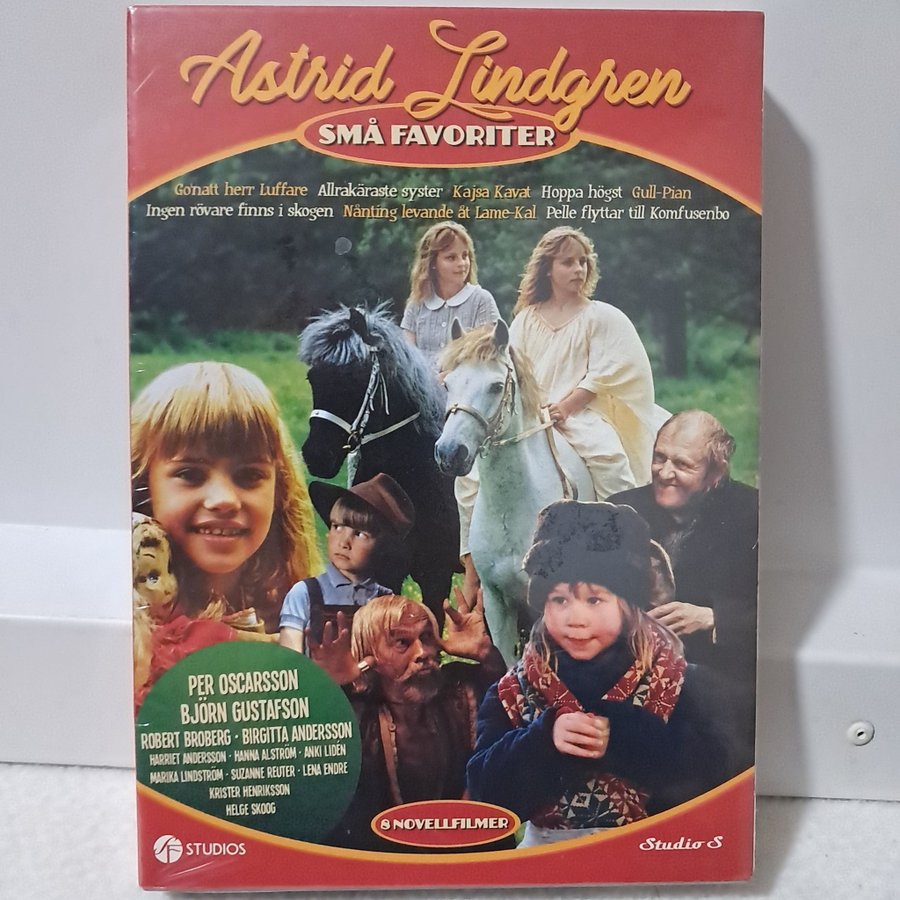 Astrid Lindgren
SMÅ FAVORITER
Go'natt herr Luffare Allrakäraste syster Kajsa Kavat Hoppa högst Gull-Pian
Ingen rövare finns i skogen Nånting levande åt Lame-Kal Pelle flyttar till Komfusenbo
PER OSCARSSON
BJÖRN GUSTAFSON
ROBERT BROBERG · BIRGITTA ANDERSSON
HARRIET ANDERSSON · HANNA ALSTRÖM · ANKI LIDÉN
MARIKA LINDSTRÖM · SUZANNE REUTER · LENA ENDRE
KRISTER HENRIKSSON
HELGE SKOOG
8 NOVELLFILMER
SF STUDIOS
Studio S